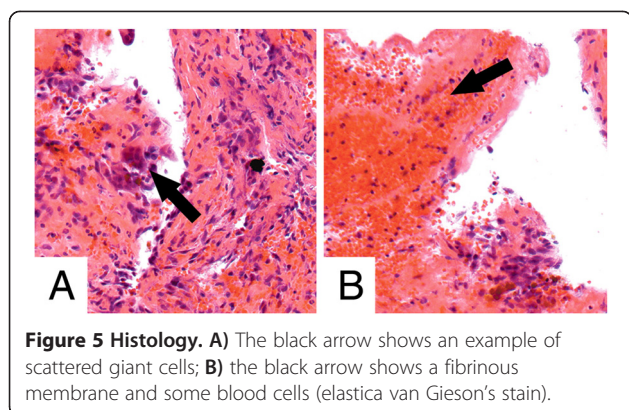 A
B
Figure 5 Histology. A) The black arrow shows an example of
scattered giant cells; B) the black arrow shows a fibrinous
membrane and some blood cells (elastica van Gieson's stain).